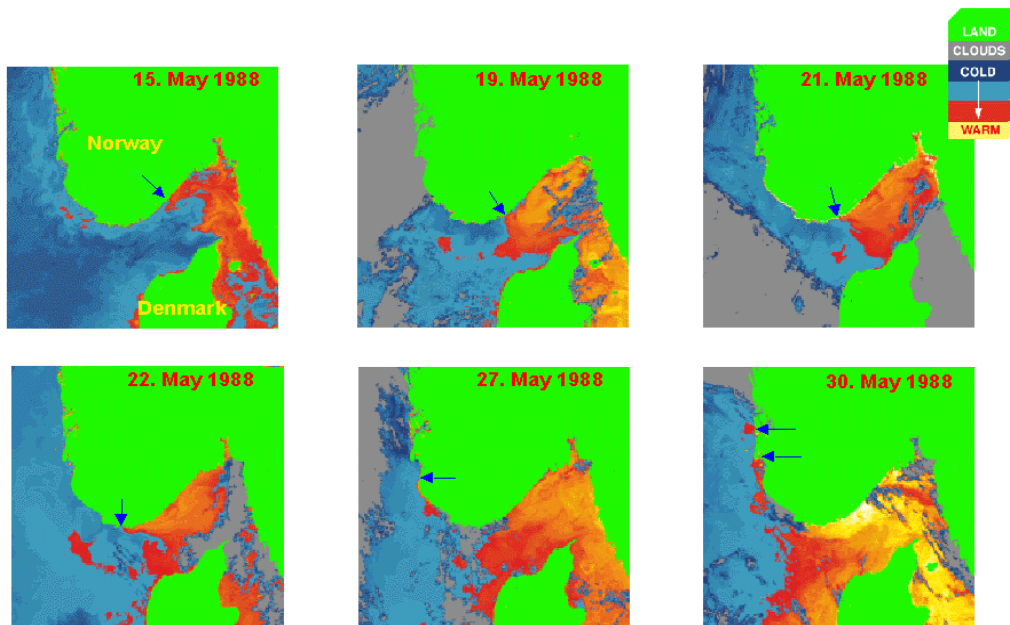 LAND
CLOUDS
COLD
WARM
15. May 1988
19. May 1988
21. May 1988
Norway
Denmark
22. May 1988
27. May 1988
30. May 1988